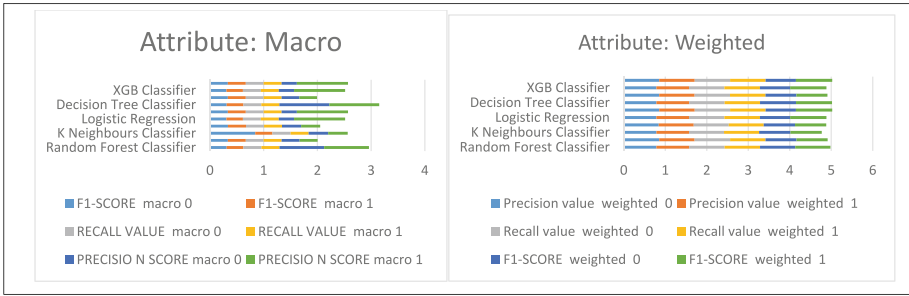 Attribute: Macro
XGB Classifier
Decision Tree Classifier
Logistic Regression
K Neighbours Classifier
Random Forest Classifier
0 1 2 3 4
F1-SCORE macro 0 F1-SCORE macro 1
RECALL VALUE macro 0 RECALL VALUE macro 1
PRECISIO N SCORE macro 0 PRECISIO N SCORE macro 1
Attribute: Weighted
XGB Classifier
Decision Tree Classifier
Logistic Regression
K Neighbours Classifier
Random Forest Classifier
0 1 2 3 4 5 6
Precision value weighted 0 Precision value weighted 1
Recall value weighted 0 Recall value weighted 1
F1-SCORE weighted 0 F1-SCORE weighted 1